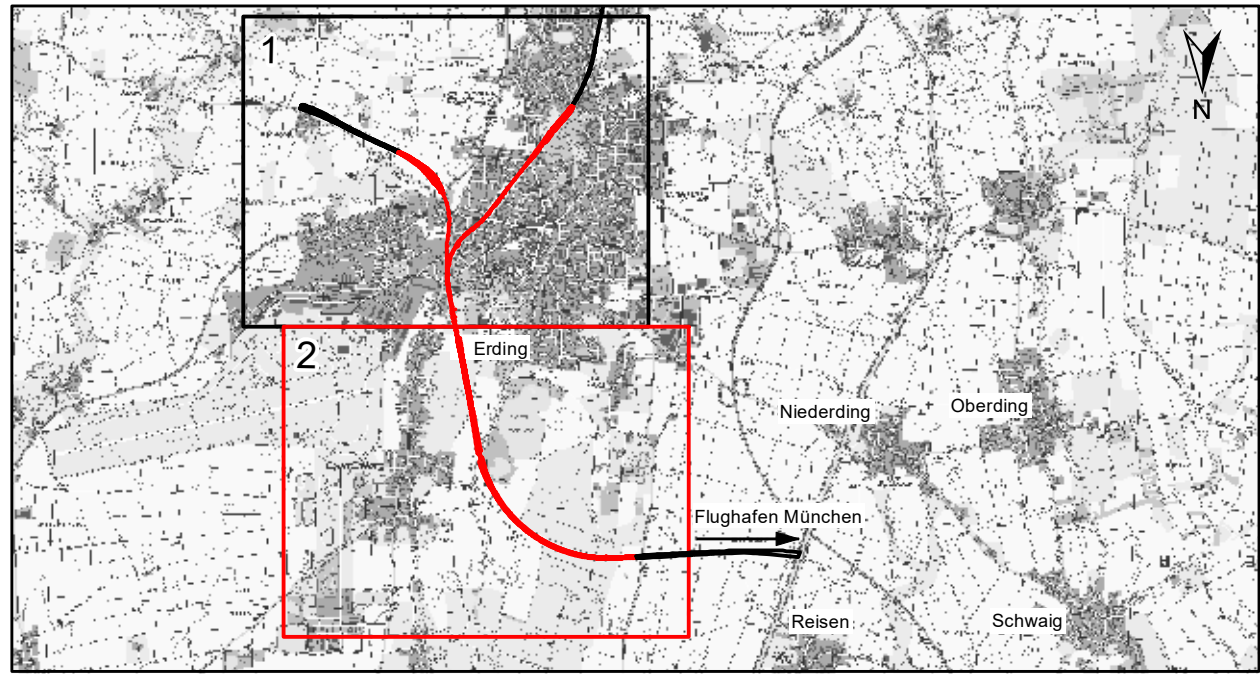 1
N
2
Erding
Niederding
Oberding
Flughafen München
Reisen
Schwaig